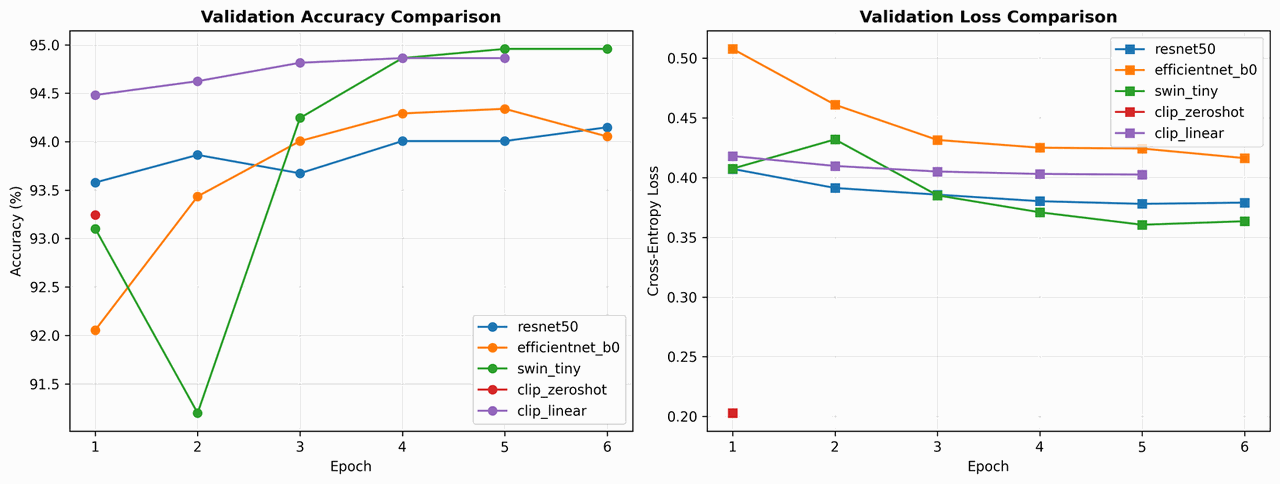 Validation Accuracy Comparison
Accuracy (%)
95.0
94.5
94.0
93.5
93.0
92.5
92.0
91.5
1 2 3 4 5 6
Epoch
resnet50
efficientnet_b0
swin_tiny
clip_zeroshot
clip_linear
Validation Loss Comparison
Cross-Entropy Loss
0.50
0.45
0.40
0.35
0.30
0.25
0.20
1 2 3 4 5 6
Epoch
resnet50
efficientnet_b0
swin_tiny
clip_zeroshot
clip_linear